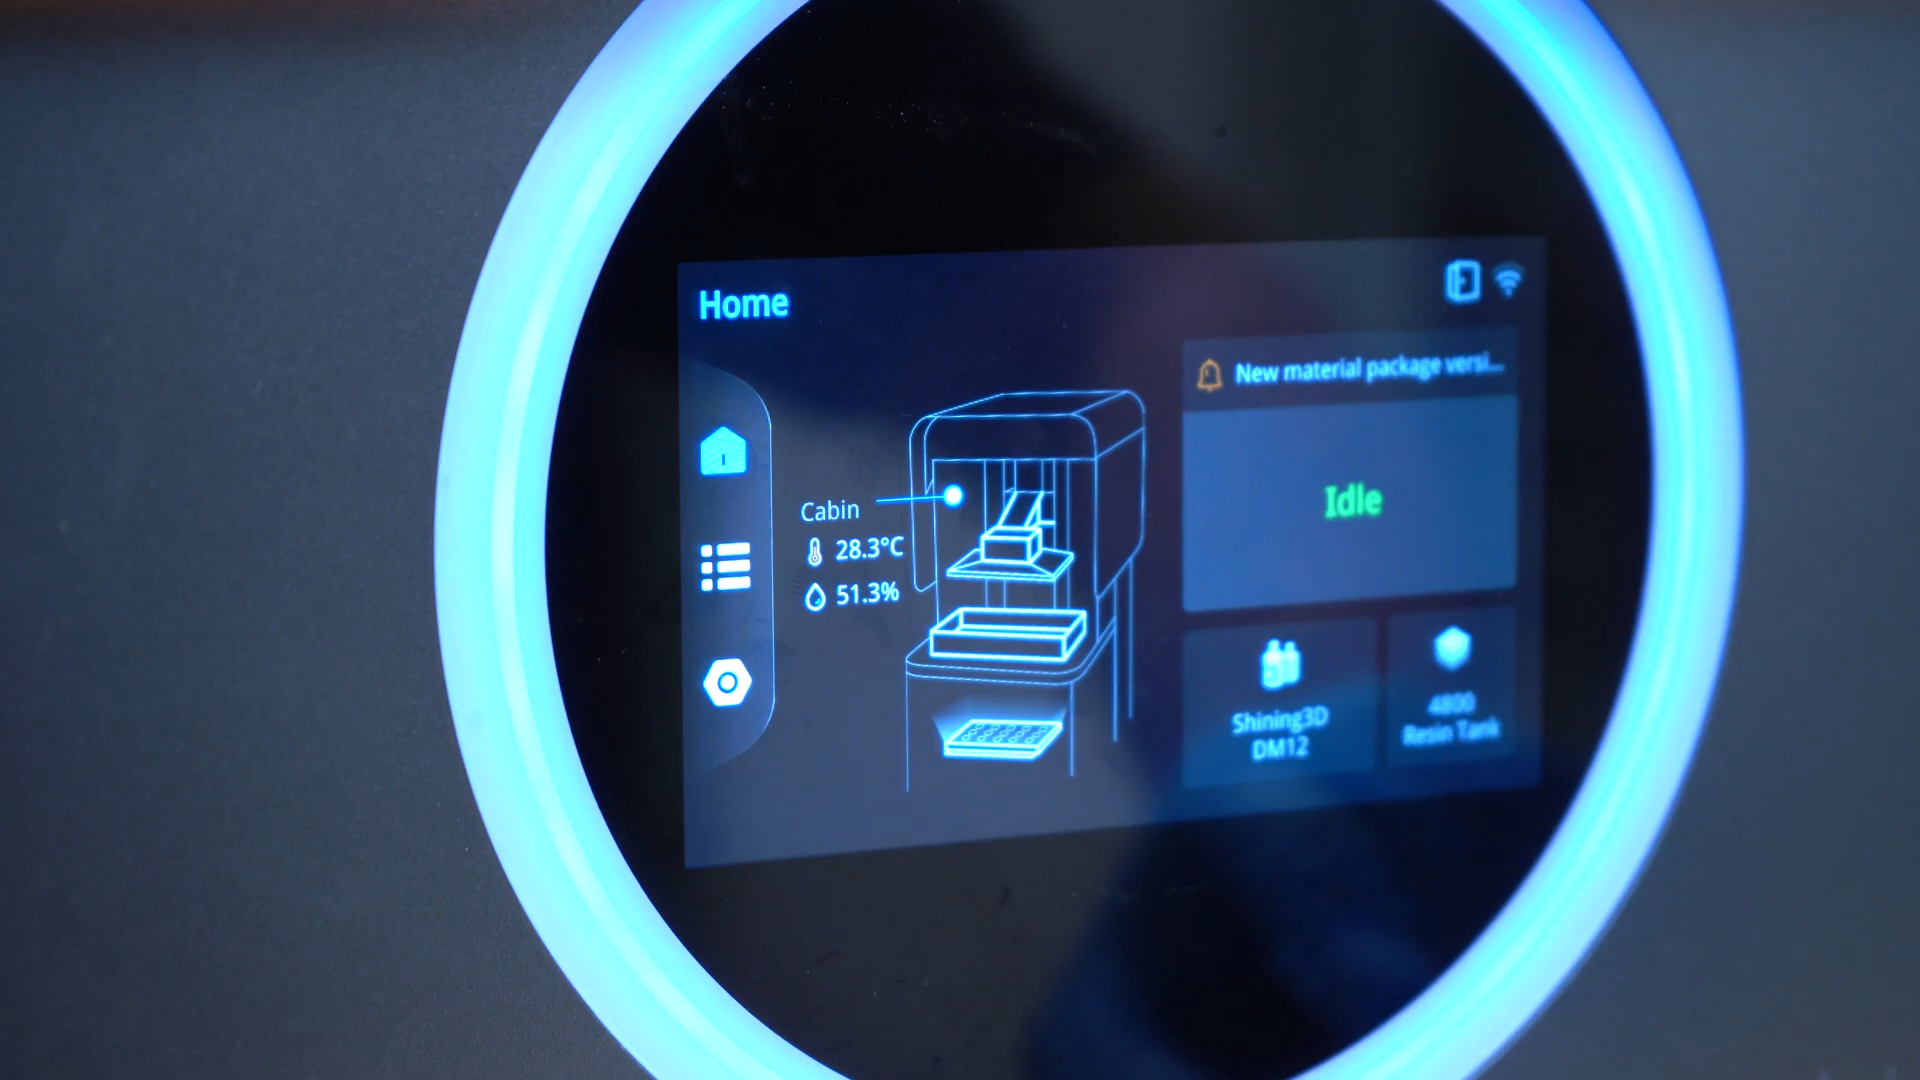 Home
New material package versi...
Cabin
28.3°C
51.3%
Idle
Shining3D
DM12
4800
Resin Tank